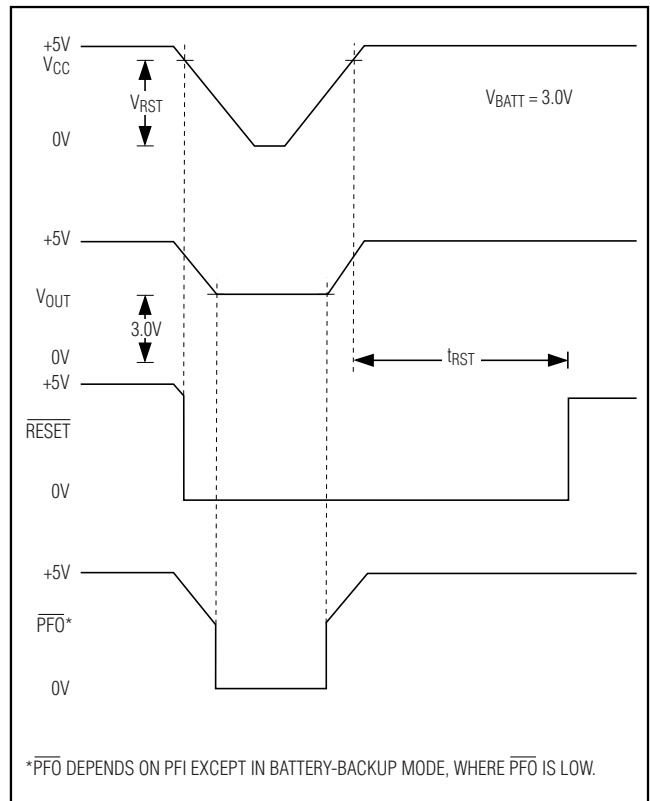 +5V
VCC
VRST
0V
VBATT = 3.0V
+5V
VOUT
3.0V
0V
tRST
+5V
RESET
0V
+5V
PFO*
0V
*PFO DEPENDS ON PFI EXCEPT IN BATTERY-BACKUP MODE, WHERE PFO IS LOW.